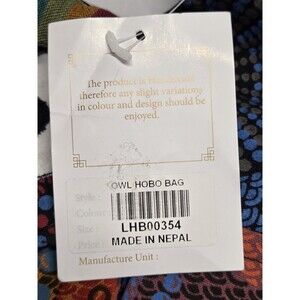 The product is Handmade
therefore any slight variations
in colour and design should be
enjoyed.
OWL HOBO BAG
Style :
Colour
Size :
Price :
LHB00354
MADE IN NEPAL
Manufacture Unit :